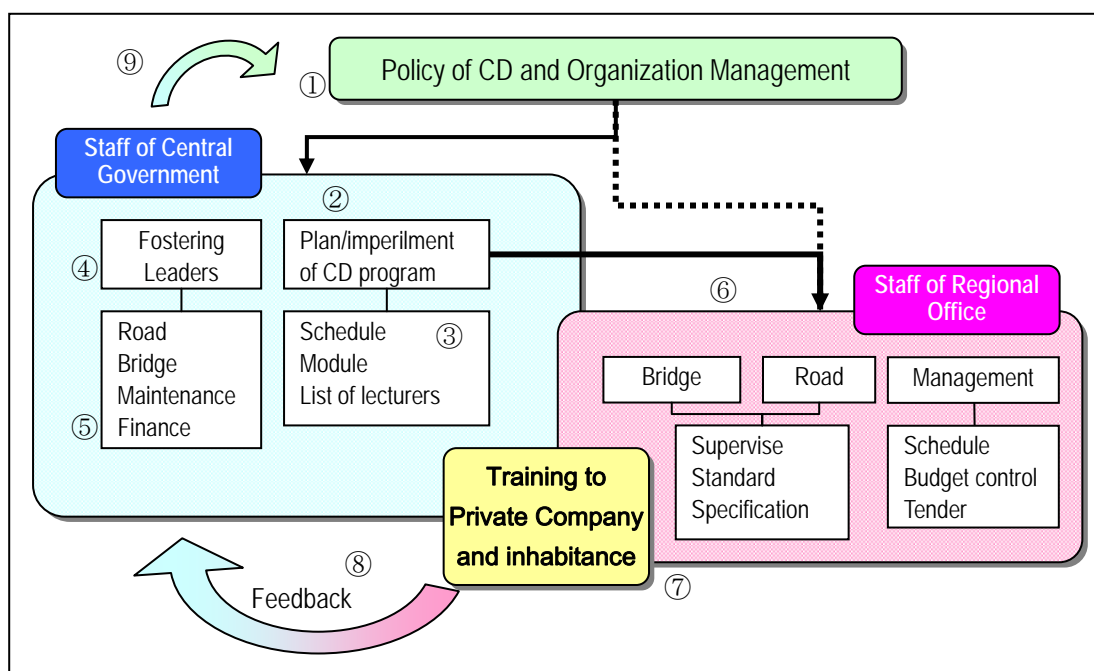 ⑨
①
Policy of CD and Organization Management
Staff of Central
Government
②
④
Fostering
Leaders
Plan/imperilment
of CD program
⑥
Staff of Regional
Office
⑤
Road
Bridge
Maintenance
Finance
③
Schedule
Module
List of lecturers
Bridge
Road
Management
Supervise
Standard
Specification
Schedule
Budget control
Tender
Training to
Private Company
and inhabitance
⑦
⑧
Feedback